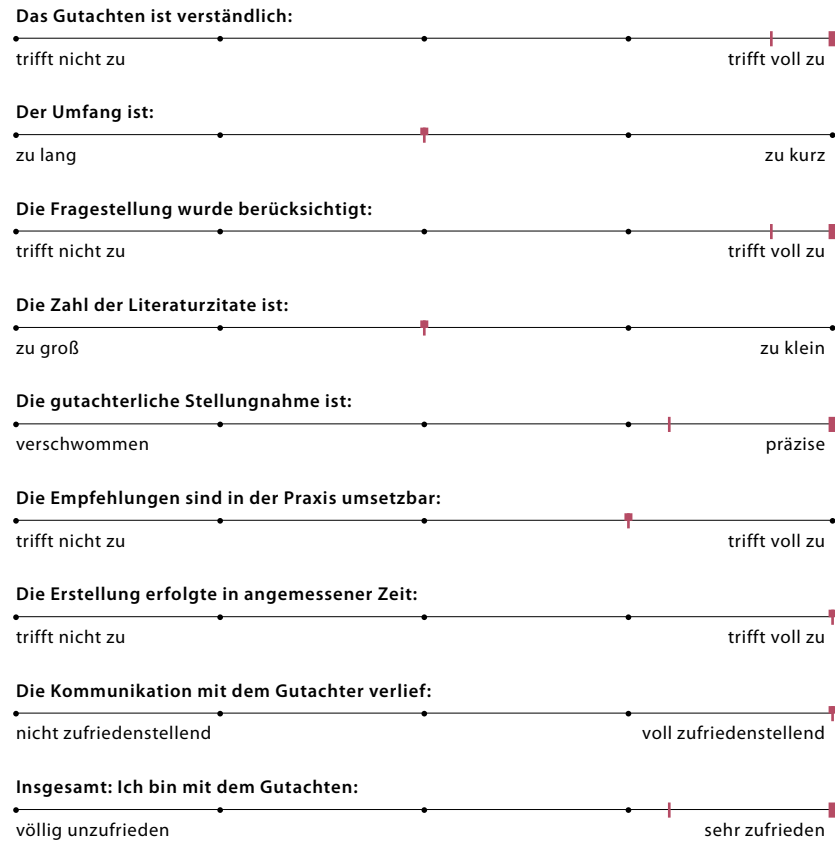 Das Gutachten ist verständlich:
trifft nicht zu trifft voll zu
Der Umfang ist:
zu lang zu kurz
Die Fragestellung wurde berücksichtigt:
trifft nicht zu trifft voll zu
Die Zahl der Literaturzitate ist:
zu groß zu klein
Die gutachterliche Stellungnahme ist:
verschwommen präzise
Die Empfehlungen sind in der Praxis umsetzbar:
trifft nicht zu trifft voll zu
Die Erstellung erfolgte in angemessener Zeit:
trifft nicht zu trifft voll zu
Die Kommunikation mit dem Gutachter verlief:
nicht zufriedenstellend voll zufriedenstellend
Insgesamt: Ich bin mit dem Gutachten:
völlig unzufrieden sehr zufrieden